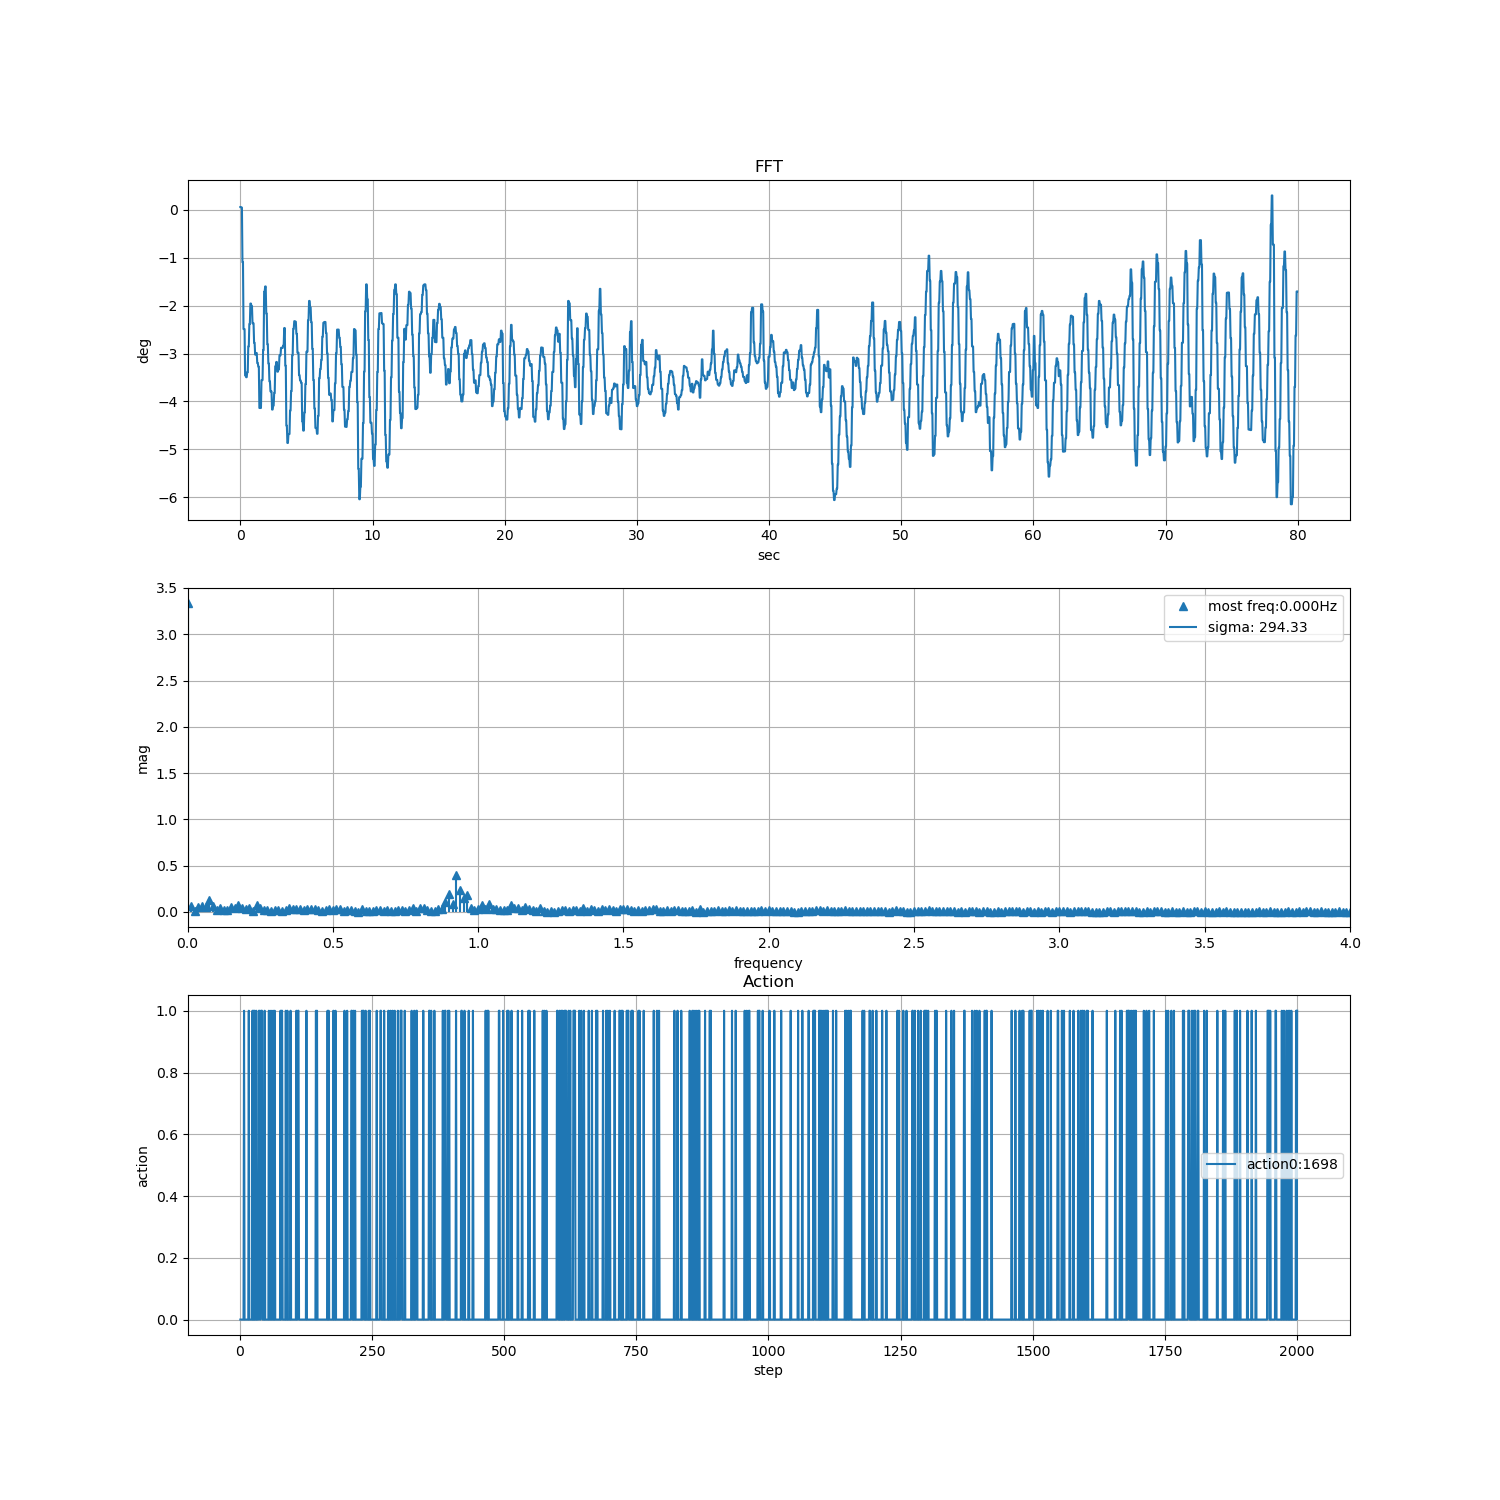 FFT
0
−1
−2
−3
−4
−5
−6
deg
0 10 20 30 40 50 60 70 80
sec
3.5
3.0
2.5
2.0
1.5
1.0
0.5
0.0
mag
most freq:0.000Hz
sigma: 294.33
0.0 0.5 1.0 1.5 2.0 2.5 3.0 3.5 4.0
frequency
Action
1.0
0.8
0.6
0.4
0.2
0.0
action
action0:1698
0 250 500 750 1000 1250 1500 1750 2000
step